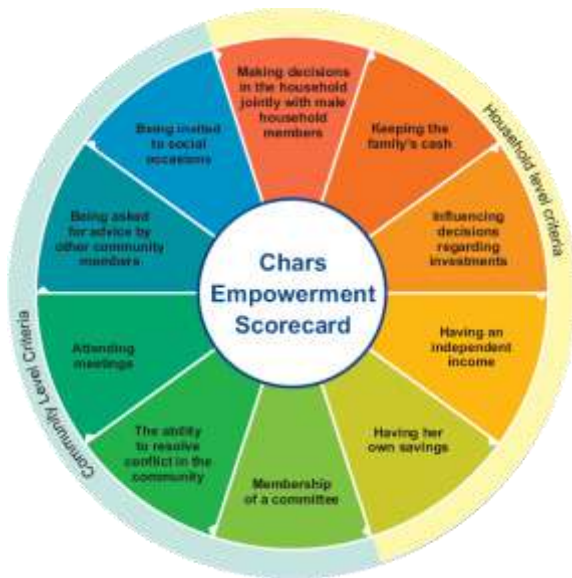 Chars
Empowerment
Scorecard
Household level criteria
Making decisions
in the household
jointly with male
household
members
Keeping the
family's cash
Influencing
decisions
regarding
investments
Having an
independent
income
Having her
own savings
Community Level Criteria
Membership
of a committee
The ability
to resolve
conflict in the
community
Attending
meetings
Being asked
for advice by
other community
members
Being invited
to social
occasions